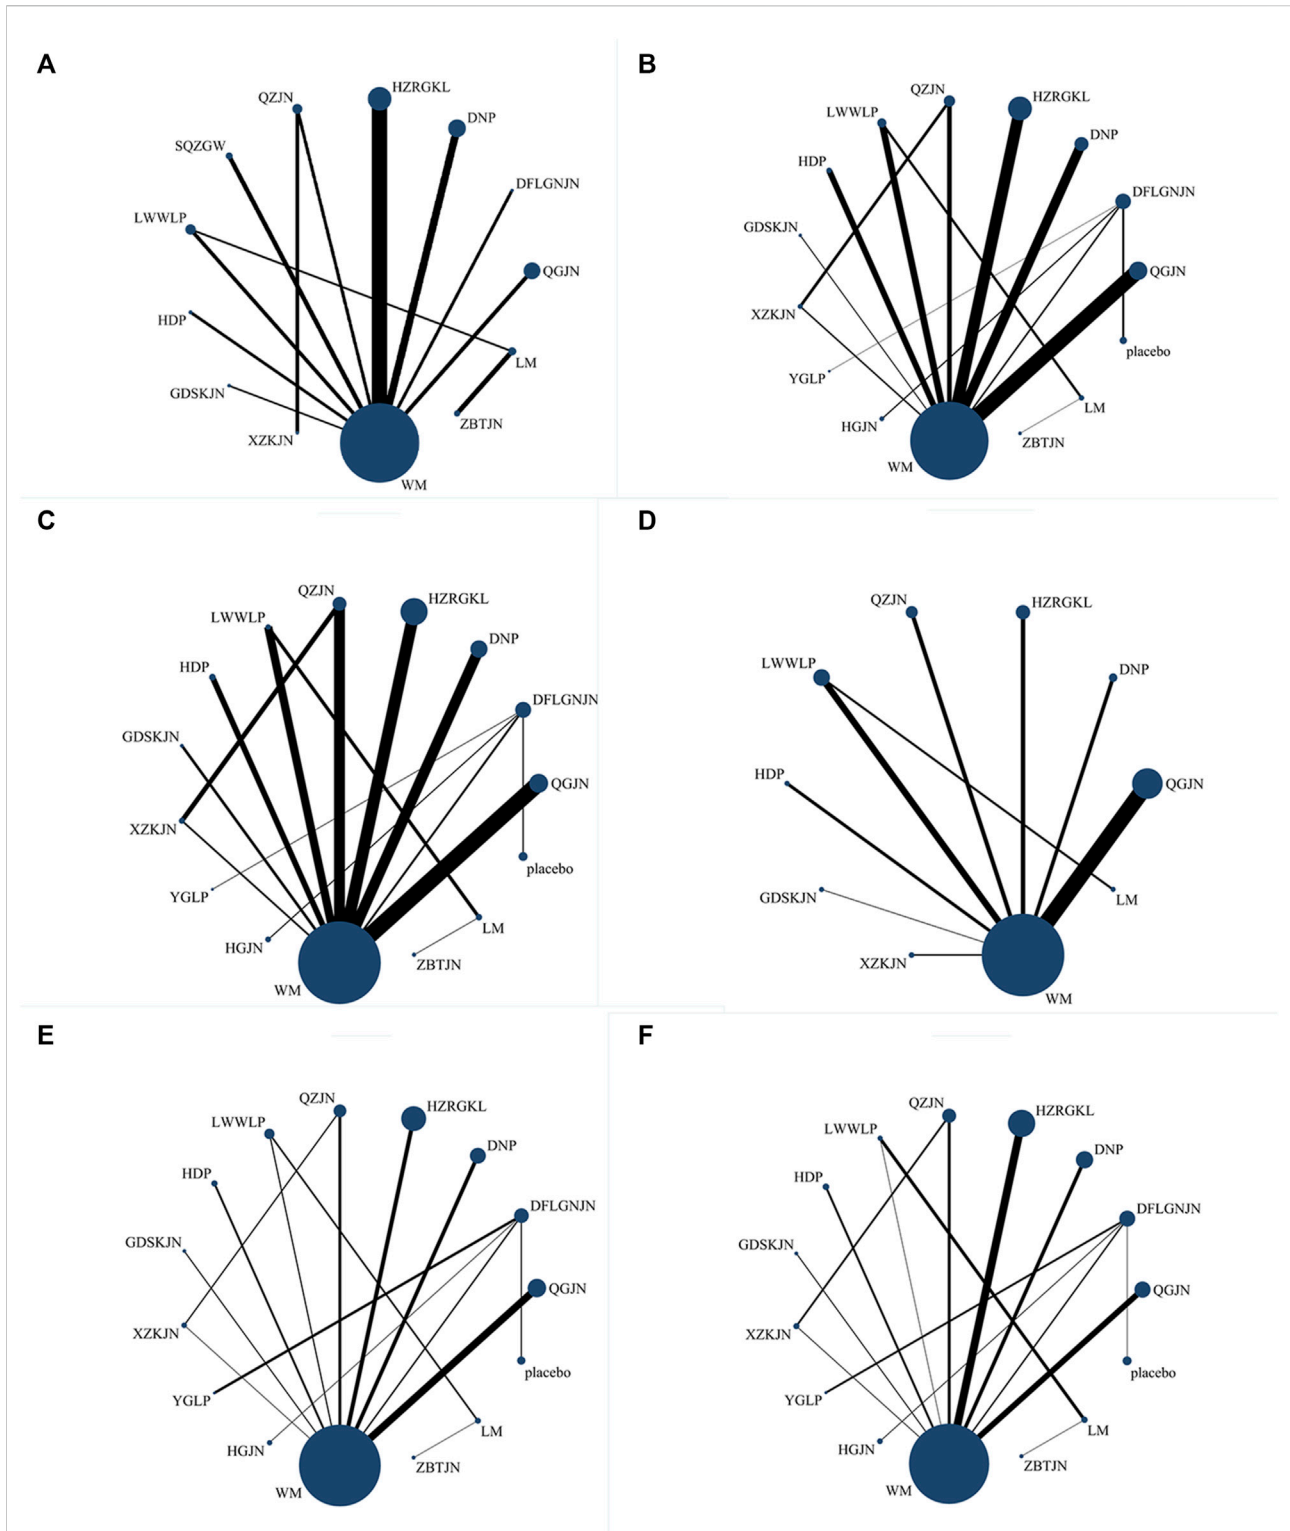 A
HZRGKL
QZJN
DNP
SQZGW
DFLGNJN
LWWLP
QGJN
HDP
LM
GDSKJN
ZBTJN
XZKJN
WM
B
QZJN
HZRGKL
LWWLP
DNP
HDP
DFLGNJN
GDSKJN
QGJN
XZKJN
placebo
YGLP
LM
HGJN
ZBTJN
WM
C
QZJN
HZRGKL
LWWLP
DNP
HDP
DFLGNJN
GDSKJN
QGJN
XZKJN
placebo
YGLP
LM
HGJN
ZBTJN
WM
D
QZJN
HZRGKL
LWWLP
DNP
HDP
QGJN
GDSKJN
LM
XZKJN
WM
E
QZJN
HZRGKL
LWWLP
DNP
HDP
DFLGNJN
GDSKJN
QGJN
XZKJN
placebo
YGLP
LM
HGJN
ZBTJN
WM
F
QZJN
HZRGKL
LWWLP
DNP
HDP
DFLGNJN
GDSKJN
QGJN
XZKJN
placebo
YGLP
LM
HGJN
ZBTJN
WM